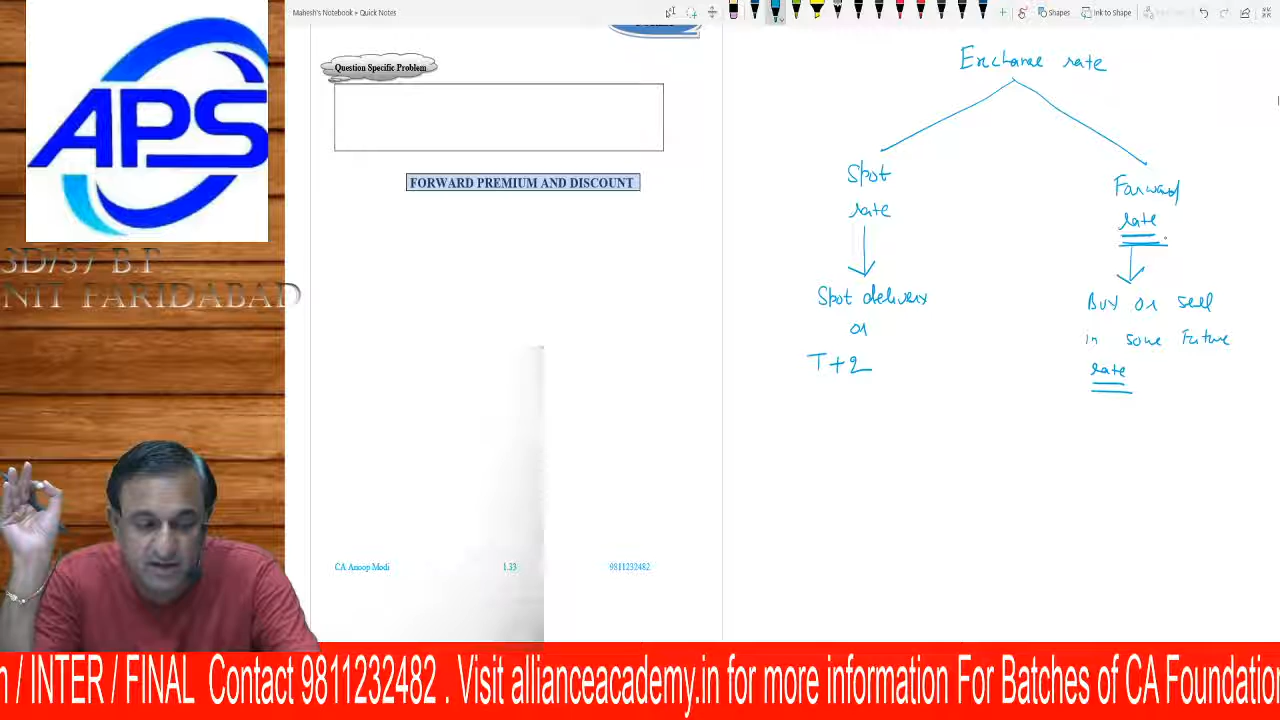 APS
3D/37 B.P.
NIT FARIDABAD
Mahesh's Notebook » Quick Notes
Shapes
Ink to Shape
Question Specific Problem
FORWARD PREMIUM AND DISCOUNT
CA Anoop Modi
1.33
9811232482
Exchange rate
Spot
rate
Spot delivery
or
T+2
Forward
rate
Buy or sell
in some future
rate
/ INTER / FINAL Contact 9811232482 . Visit allianceacademy.in for more information For Batches of CA Foundation